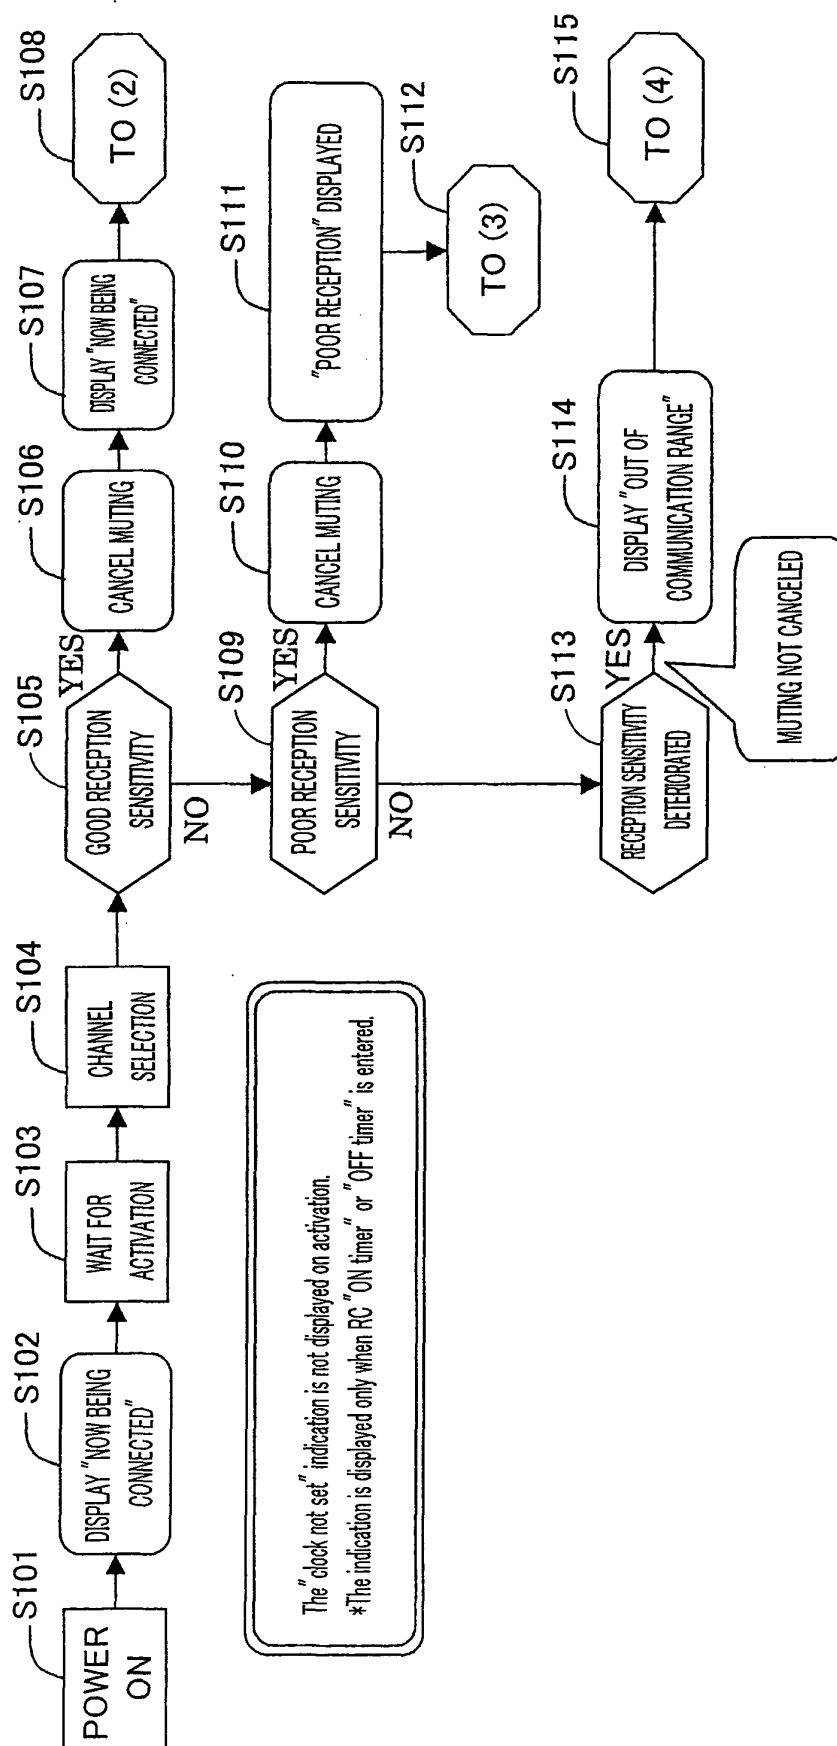 S101
POWER
ON
S102
DISPLAY "NOW BEING
CONNECTED"
S103
WAIT FOR
ACTIVATION
S104
CHANNEL
SELECTION
S105
GOOD RECEPTION
SENSITIVITY
YES
NO
S106
CANCEL MUTING
S107
DISPLAY "NOW BEING
CONNECTED"
S108
TO (2)
S109
POOR RECEPTION
SENSITIVITY
YES
NO
S110
CANCEL MUTING
S111
"POOR RECEPTION" DISPLAYED
S112
TO (3)
S113
RECEPTION SENSITIVITY
DETERIORATED
YES
MUTING NOT CANCELED
S114
DISPLAY "OUT OF
COMMUNICATION RANGE"
S115
TO (4)
The "clock not set" indication is not displayed on activation.
*The indication is displayed only when RC "ON timer" or "OFF timer" is entered.